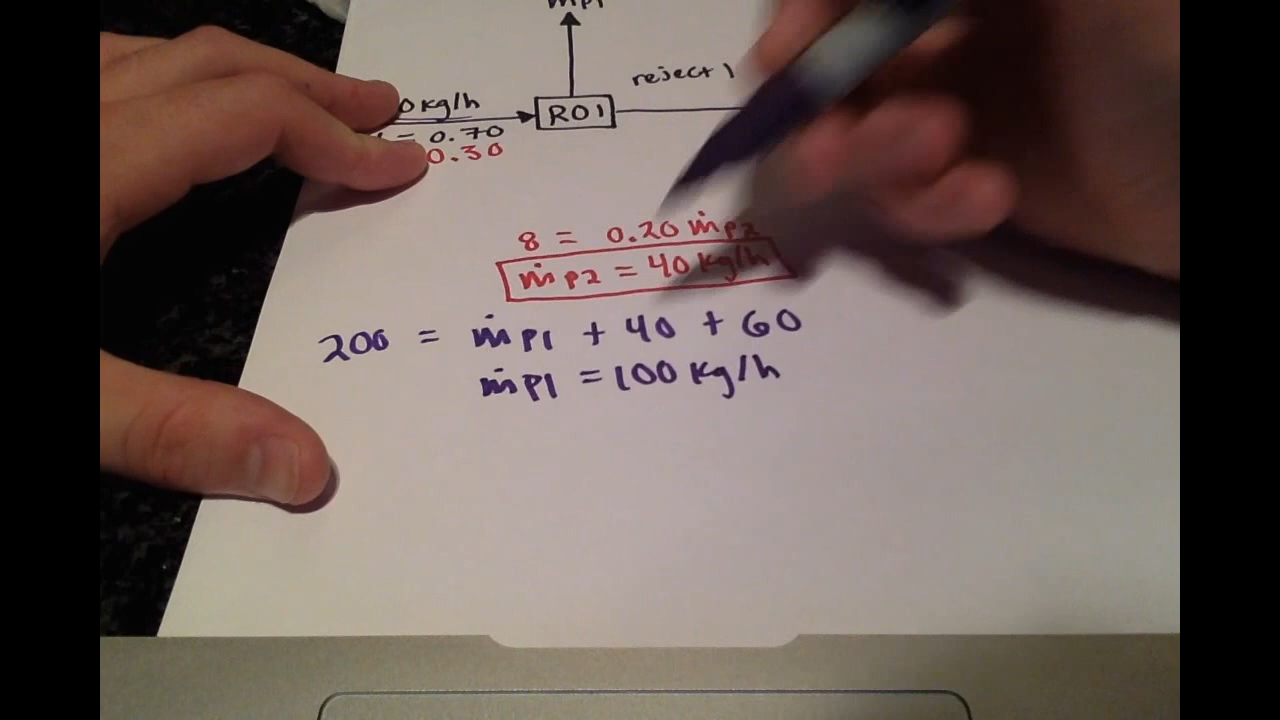 ṁp1
0 kg/h
RO1
reject 1
= 0.70
0.30
8 = 0.20 ṁp2
ṁp2 = 40 kg/h
200 = ṁp1 + 40 + 60
ṁp1 = 100 kg/h